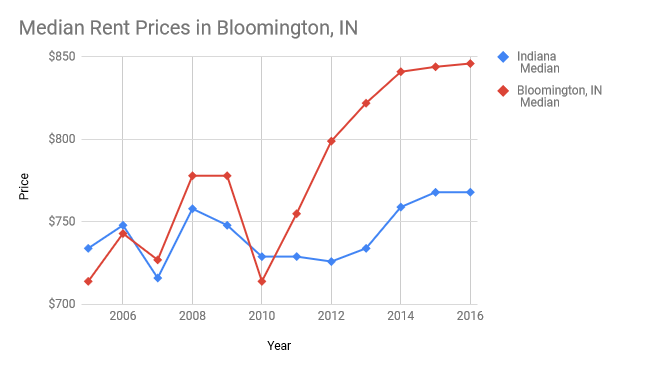 Median Rent Prices in Bloomington, IN
$850
$800
$750
$700
Price
2006 2008 2010 2012 2014 2016
Year
Indiana
Median
Bloomington, IN
Median